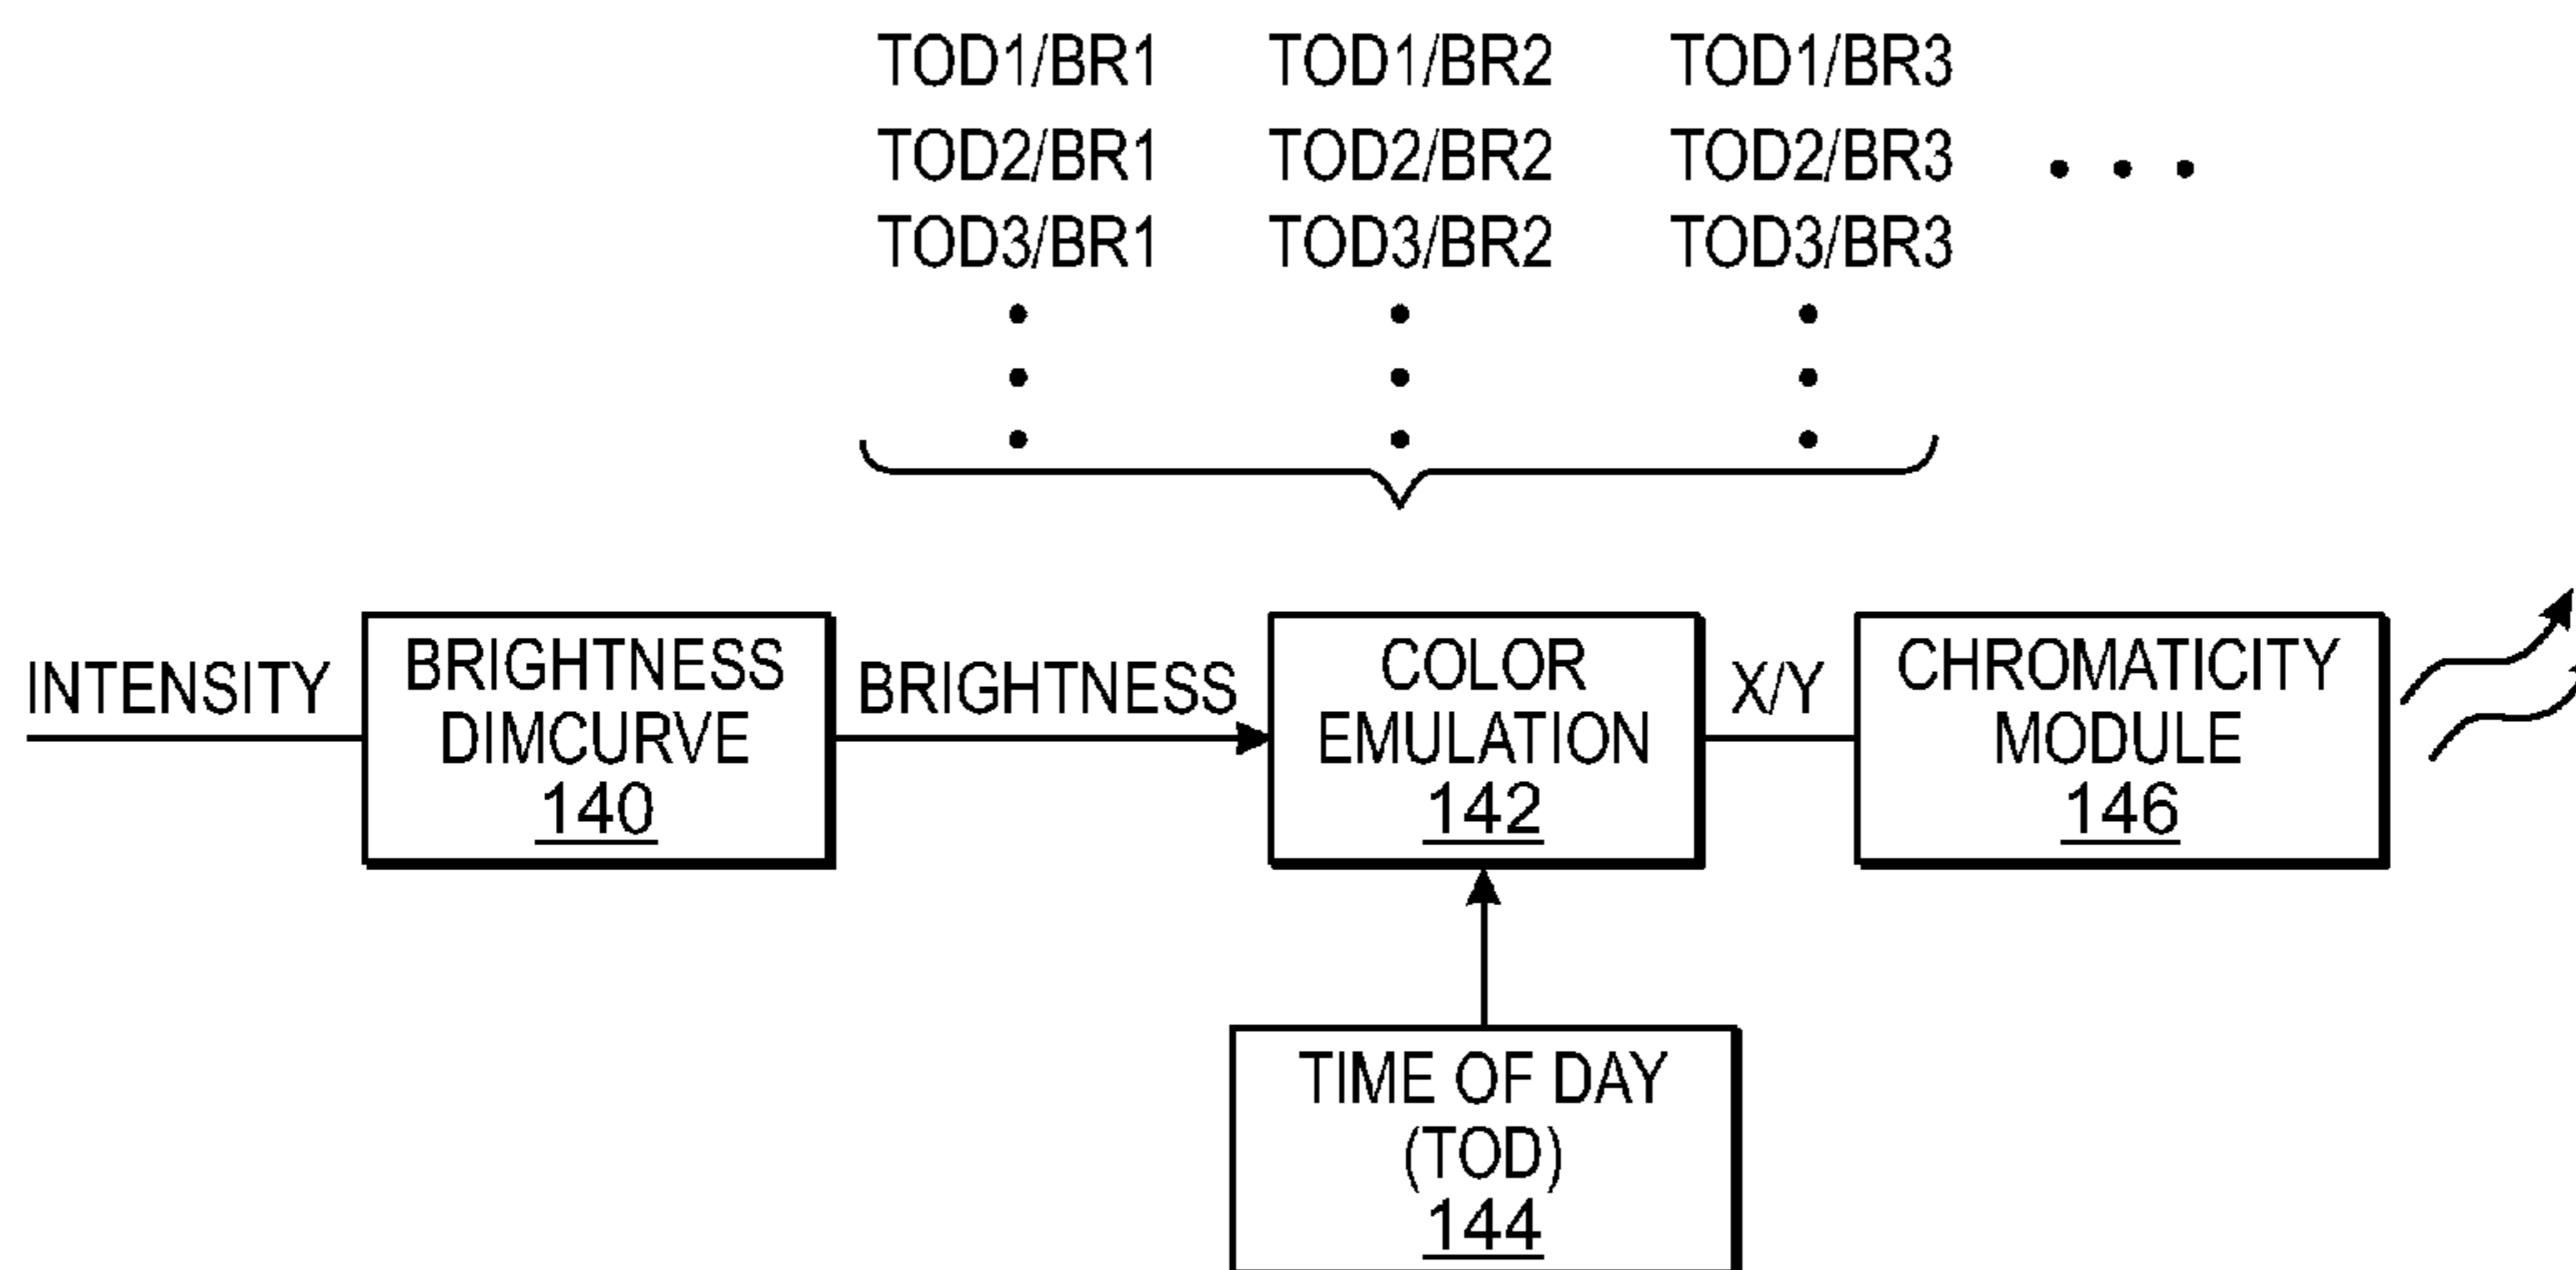 TOD1/BR1 TOD1/BR2 TOD1/BR3
TOD2/BR1 TOD2/BR2 TOD2/BR3 . . .
TOD3/BR1 TOD3/BR2 TOD3/BR3
INTENSITY
BRIGHTNESS
DIMCURVE
140
BRIGHTNESS
COLOR
EMULATION
142
X/Y
CHROMATICITY
MODULE
146
TIME OF DAY
(TOD)
144